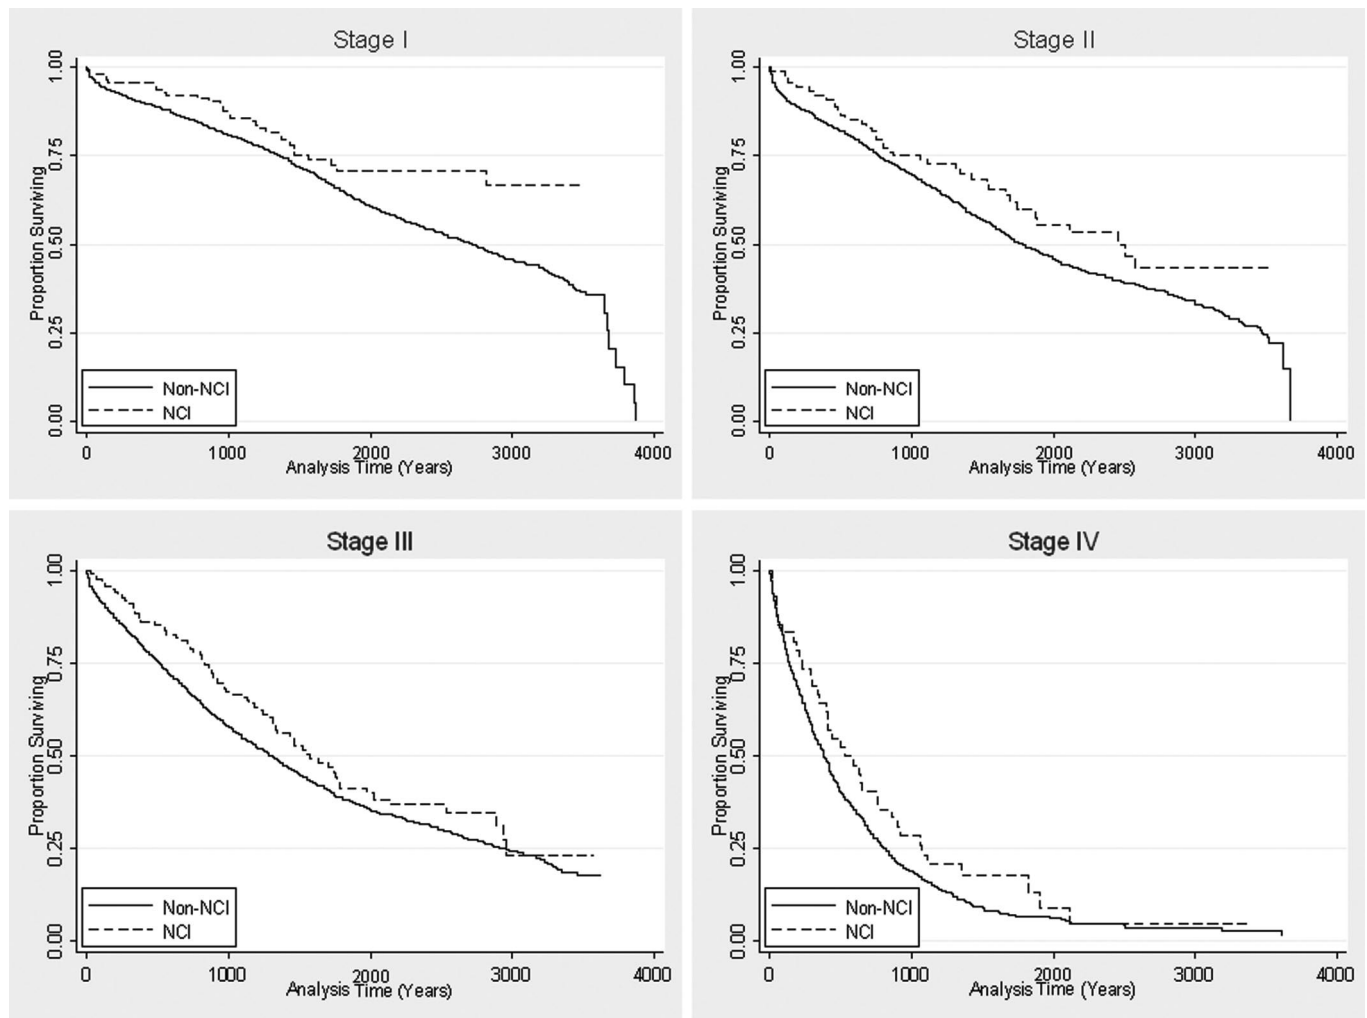 Stage I
Proportion Surviving
1.00
0.75
0.50
0.25
0.00
Non-NCI
NCI
0 1000 2000 3000 4000
Analysis Time (Years)
Stage II
Proportion Surviving
1.00
0.75
0.50
0.25
0.00
Non-NCI
NCI
0 1000 2000 3000 4000
Analysis Time (Years)
Stage III
Proportion Surviving
1.00
0.75
0.50
0.25
0.00
Non-NCI
NCI
0 1000 2000 3000 4000
Analysis Time (Years)
Stage IV
Proportion Surviving
1.00
0.75
0.50
0.25
0.00
Non-NCI
NCI
0 1000 2000 3000 4000
Analysis Time (Years)